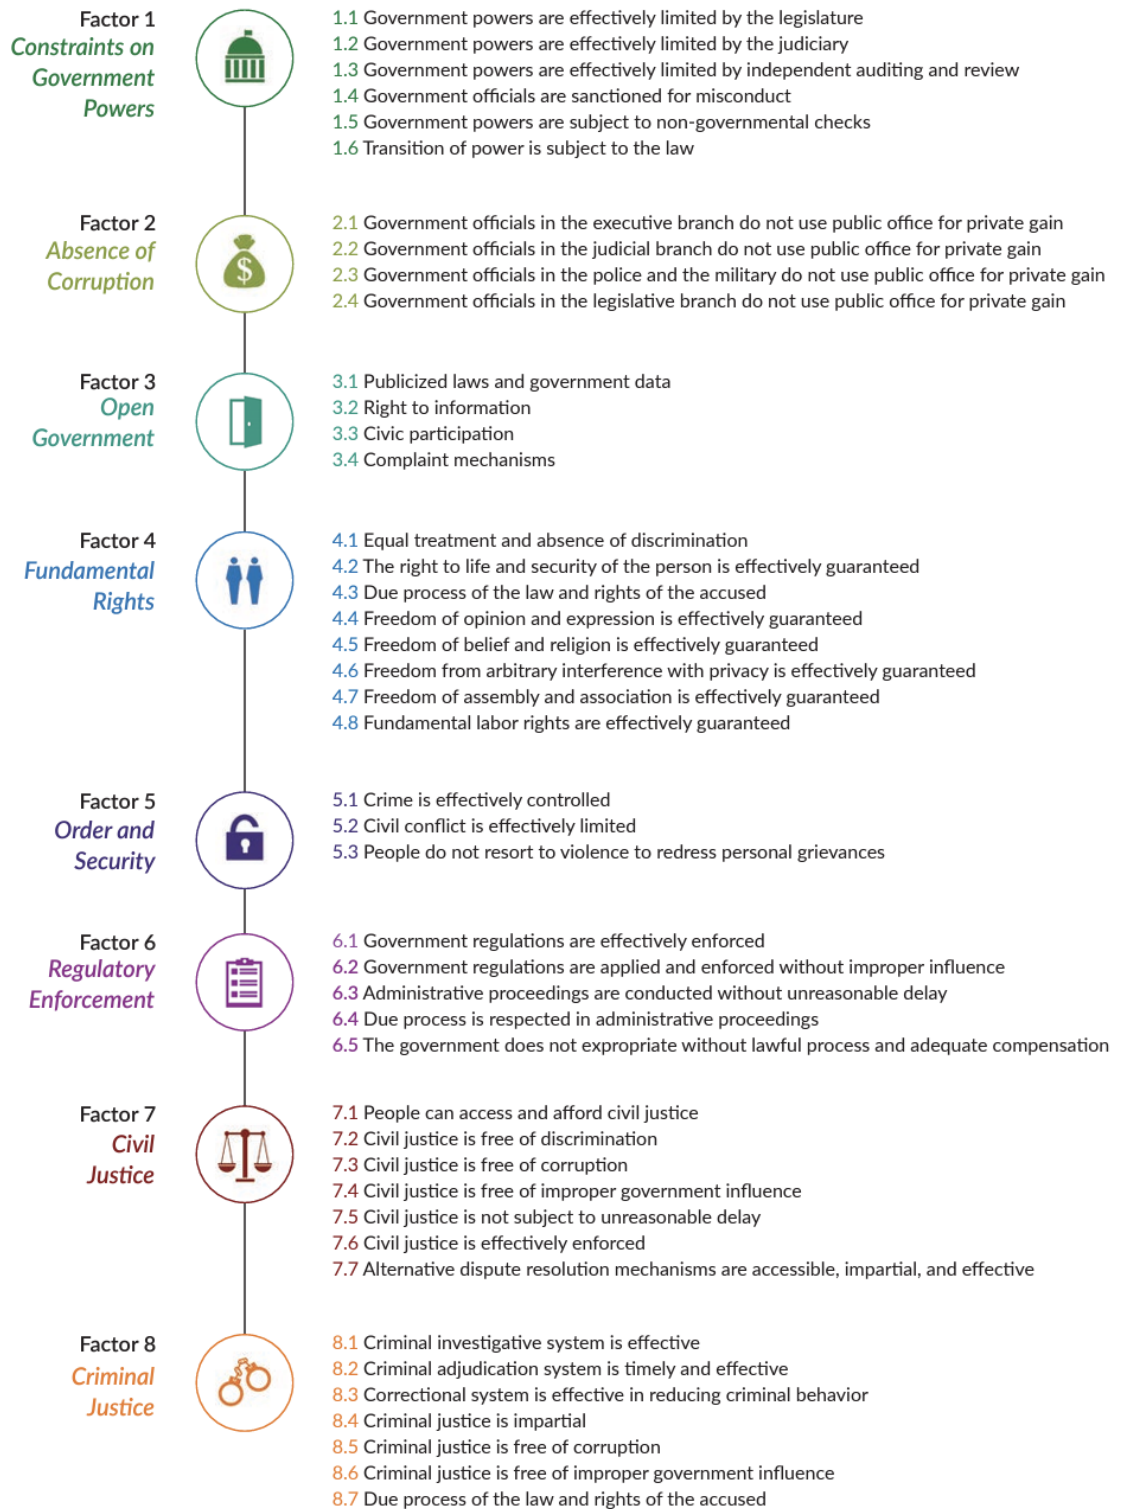 Factor 1
Constraints on
Government
Powers
1.1 Government powers are effectively limited by the legislature
1.2 Government powers are effectively limited by the judiciary
1.3 Government powers are effectively limited by independent auditing and review
1.4 Government officials are sanctioned for misconduct
1.5 Government powers are subject to non-governmental checks
1.6 Transition of power is subject to the law
Factor 2
Absence of
Corruption
$
2.1 Government officials in the executive branch do not use public office for private gain
2.2 Government officials in the judicial branch do not use public office for private gain
2.3 Government officials in the police and the military do not use public office for private gain
2.4 Government officials in the legislative branch do not use public office for private gain
Factor 3
Open
Government
3.1 Publicized laws and government data
3.2 Right to information
3.3 Civic participation
3.4 Complaint mechanisms
Factor 4
Fundamental
Rights
4.1 Equal treatment and absence of discrimination
4.2 The right to life and security of the person is effectively guaranteed
4.3 Due process of the law and rights of the accused
4.4 Freedom of opinion and expression is effectively guaranteed
4.5 Freedom of belief and religion is effectively guaranteed
4.6 Freedom from arbitrary interference with privacy is effectively guaranteed
4.7 Freedom of assembly and association is effectively guaranteed
4.8 Fundamental labor rights are effectively guaranteed
Factor 5
Order and
Security
5.1 Crime is effectively controlled
5.2 Civil conflict is effectively limited
5.3 People do not resort to violence to redress personal grievances
Factor 6
Regulatory
Enforcement
6.1 Government regulations are effectively enforced
6.2 Government regulations are applied and enforced without improper influence
6.3 Administrative proceedings are conducted without unreasonable delay
6.4 Due process is respected in administrative proceedings
6.5 The government does not expropriate without lawful process and adequate compensation
Factor 7
Civil
Justice
7.1 People can access and afford civil justice
7.2 Civil justice is free of discrimination
7.3 Civil justice is free of corruption
7.4 Civil justice is free of improper government influence
7.5 Civil justice is not subject to unreasonable delay
7.6 Civil justice is effectively enforced
7.7 Alternative dispute resolution mechanisms are accessible, impartial, and effective
Factor 8
Criminal
Justice
8.1 Criminal investigative system is effective
8.2 Criminal adjudication system is timely and effective
8.3 Correctional system is effective in reducing criminal behavior
8.4 Criminal justice is impartial
8.5 Criminal justice is free of corruption
8.6 Criminal justice is free of improper government influence
8.7 Due process of the law and rights of the accused